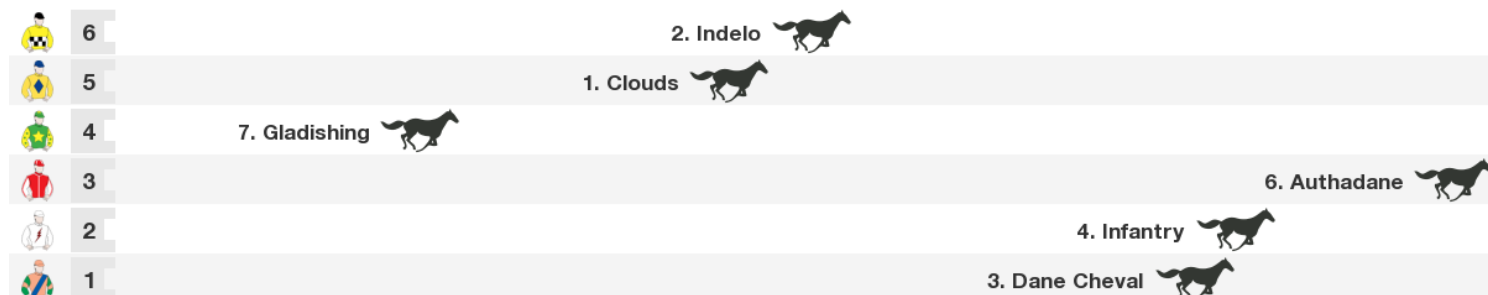 6 2. Indelo
5 1. Clouds
4 7. Gladishing
3 6. Authadane
2 4. Infantry
1 3. Dane Cheval